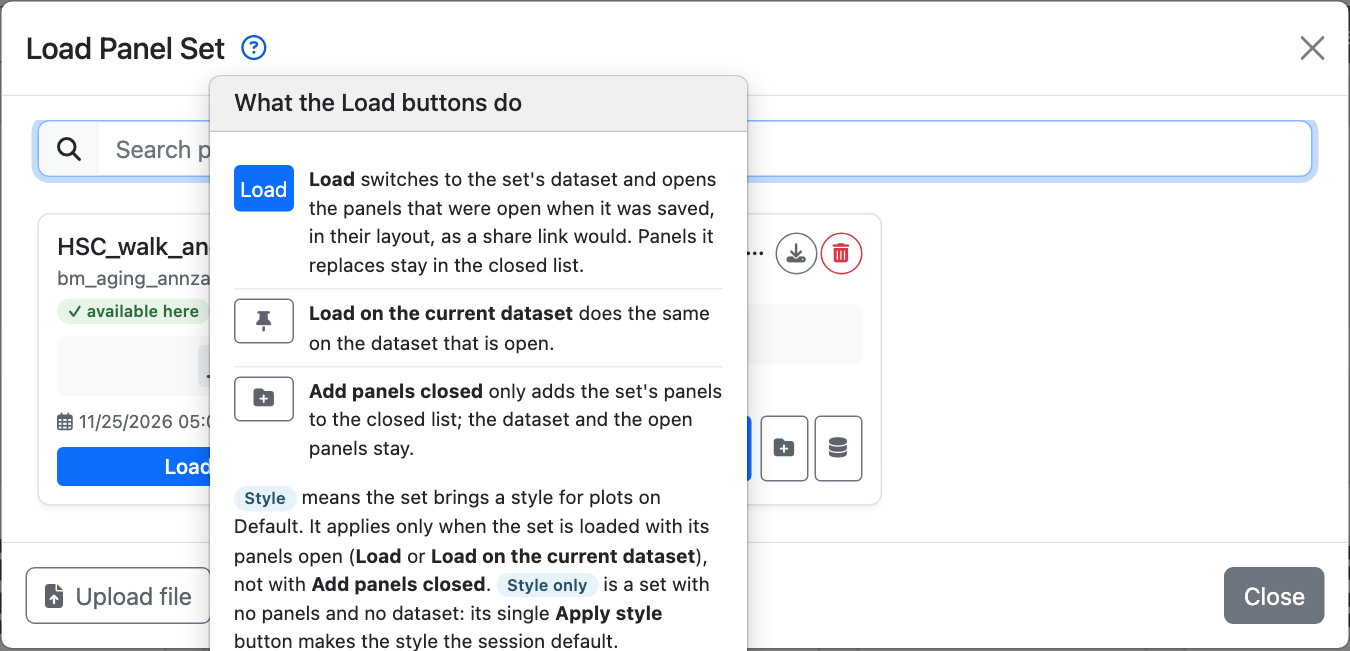 Load Panel Set
What the Load buttons do
Search p
Load
Load switches to the set's dataset and opens
the panels that were open when it was saved,
in their layout, as a share link would. Panels it
replaces stay in the closed list.
Load on the current dataset does the same
on the dataset that is open.
Add panels closed only adds the set's panels
to the closed list; the dataset and the open
panels stay.
Style means the set brings a style for plots on
Default. It applies only when the set is loaded with its
panels open (Load or Load on the current dataset),
not with Add panels closed. Style only is a set with
no panels and no dataset: its single Apply style
button makes the style the session default.
HSC_walk_an
bm_aging_annza
✓ available here
11/25/2026 05:0
Load
...
Upload file
Close